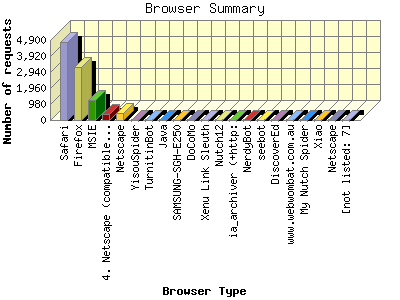 Browser Summary
Number of requests
4,900
3,920
2,940
1,960
980
0
Safari
Firefox
MSIE
4. Netscape (compatible...
Netscape
YisouSpider
TurnitinBot
Java
SAMSUNG-SGH-E250
DoCoMo
Xenu Link Sleuth
Nutch12
ia_archiver (+http:
NerdyBot
seebot
DiscoverEd
www.webwombat.com.au
My Nutch Spider
Xiao
Netscape
[not listed: 7]
Browser Type